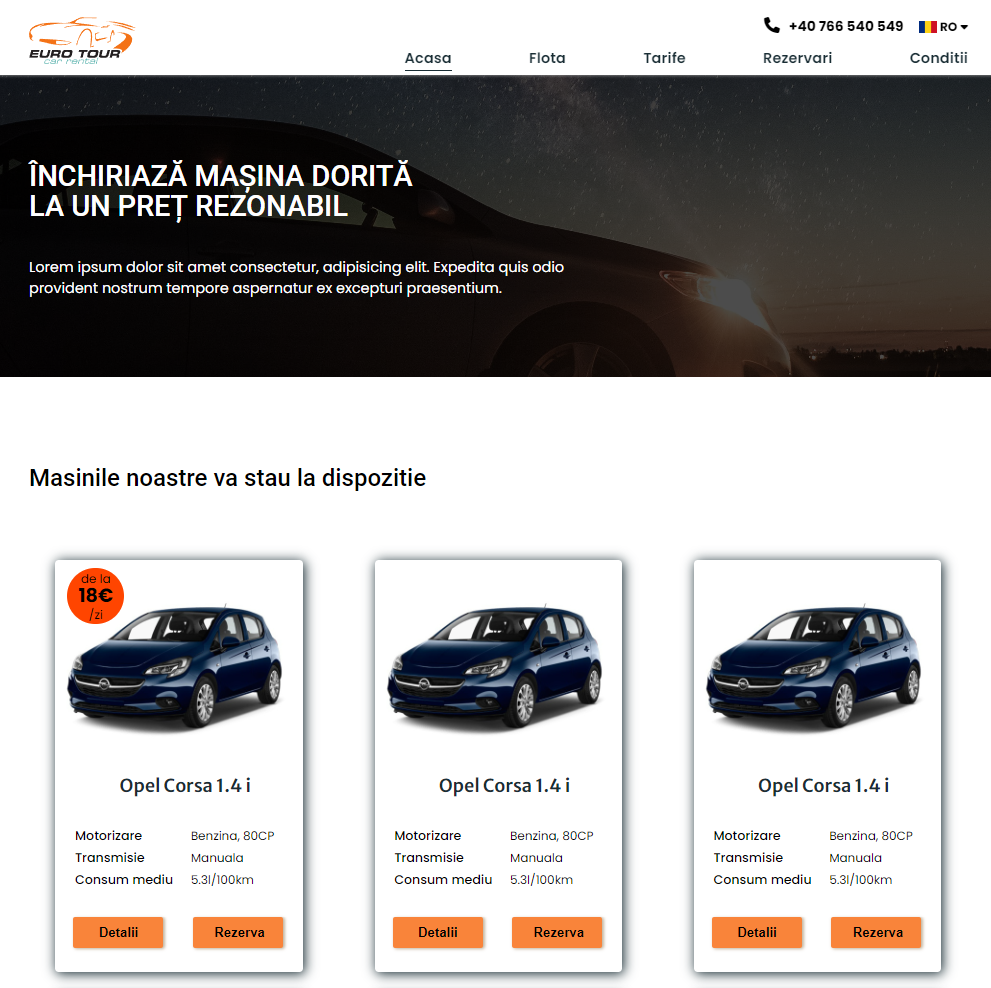 EURO TOUR
car rental
+40 766 540 549 RO
Acasa Flota Tarife Rezervari Conditii
ÎNCHIRIAZĂ MAȘINA DORITĂ
LA UN PREȚ REZONABIL
Lorem ipsum dolor sit amet consectetur, adipisicing elit. Expedita quis odio
provident nostrum tempore aspernatur ex excepturi praesentium.
Masinile noastre va stau la dispozitie
de la
18€
/zi
Opel Corsa 1.4 i
Motorizare Benzina, 80CP
Transmisie Manuala
Consum mediu 5.3l/100km
Detalii Rezerva
Opel Corsa 1.4 i
Motorizare Benzina, 80CP
Transmisie Manuala
Consum mediu 5.3l/100km
Detalii Rezerva
Opel Corsa 1.4 i
Motorizare Benzina, 80CP
Transmisie Manuala
Consum mediu 5.3l/100km
Detalii Rezerva